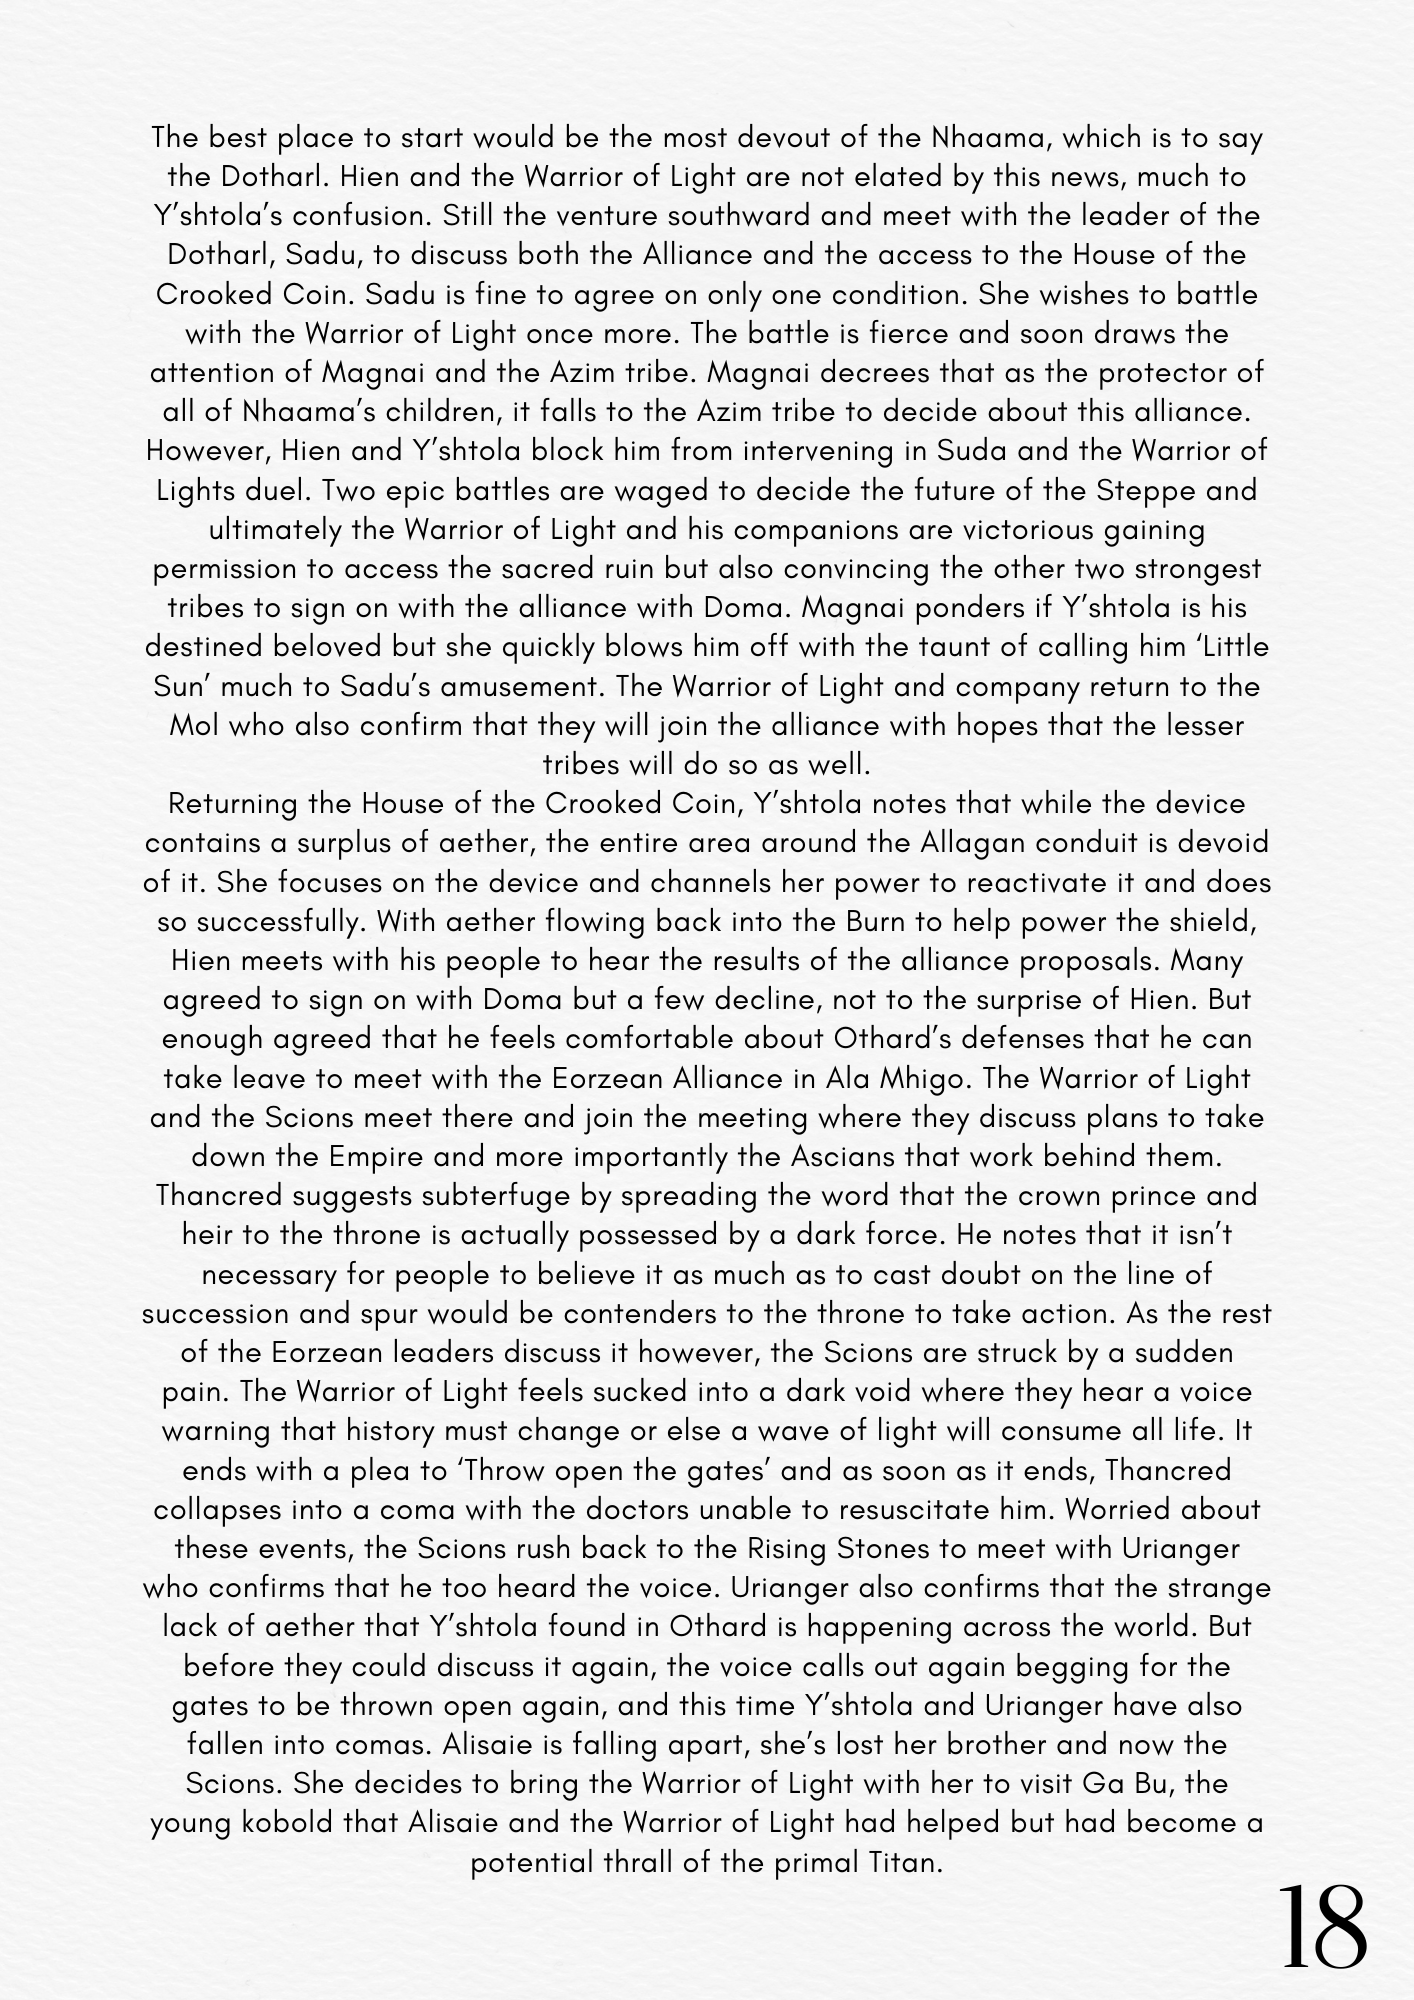 The best place to start would be the most devout of the Nhaama, which is to say
the Dotharl. Hien and the Warrior of Light are not elated by this news, much to
Y’shtola’s confusion. Still the venture southward and meet with the leader of the
Dotharl, Sadu, to discuss both the Alliance and the access to the House of the
Crooked Coin. Sadu is fine to agree on only one condition. She wishes to battle
with the Warrior of Light once more. The battle is fierce and soon draws the
attention of Magnai and the Azim tribe. Magnai decrees that as the protector of
all of Nhaama’s children, it falls to the Azim tribe to decide about this alliance.
However, Hien and Y’shtola block him from intervening in Suda and the Warrior of
Lights duel. Two epic battles are waged to decide the future of the Steppe and
ultimately the Warrior of Light and his companions are victorious gaining
permission to access the sacred ruin but also convincing the other two strongest
tribes to sign on with the alliance with Doma. Magnai ponders if Y’shtola is his
destined beloved but she quickly blows him off with the taunt of calling him ‘Little
Sun’ much to Sadu’s amusement. The Warrior of Light and company return to the
Mol who also confirm that they will join the alliance with hopes that the lesser
tribes will do so as well.
Returning the House of the Crooked Coin, Y’shtola notes that while the device
contains a surplus of aether, the entire area around the Allagan conduit is devoid
of it. She focuses on the device and channels her power to reactivate it and does
so successfully. With aether flowing back into the Burn to help power the shield,
Hien meets with his people to hear the results of the alliance proposals. Many
agreed to sign on with Doma but a few decline, not to the surprise of Hien. But
enough agreed that he feels comfortable about Othard’s defenses that he can
take leave to meet with the Eorzean Alliance in Ala Mhigo. The Warrior of Light
and the Scions meet there and join the meeting where they discuss plans to take
down the Empire and more importantly the Ascians that work behind them.
Thancred suggests subterfuge by spreading the word that the crown prince and
heir to the throne is actually possessed by a dark force. He notes that it isn’t
necessary for people to believe it as much as to cast doubt on the line of
succession and spur would be contenders to the throne to take action. As the rest
of the Eorzean leaders discuss it however, the Scions are struck by a sudden
pain. The Warrior of Light feels sucked into a dark void where they hear a voice
warning that history must change or else a wave of light will consume all life. It
ends with a plea to ‘Throw open the gates’ and as soon as it ends, Thancred
collapses into a coma with the doctors unable to resuscitate him. Worried about
these events, the Scions rush back to the Rising Stones to meet with Urianger
who confirms that he too heard the voice. Urianger also confirms that the strange
lack of aether that Y’shtola found in Othard is happening across the world. But
before they could discuss it again, the voice calls out again begging for the
gates to be thrown open again, and this time Y’shtola and Urianger have also
fallen into comas. Alisaie is falling apart, she’s lost her brother and now the
Scions. She decides to bring the Warrior of Light with her to visit Ga Bu, the
young kobold that Alisaie and the Warrior of Light had helped but had become a
potential thrall of the primal Titan.
18